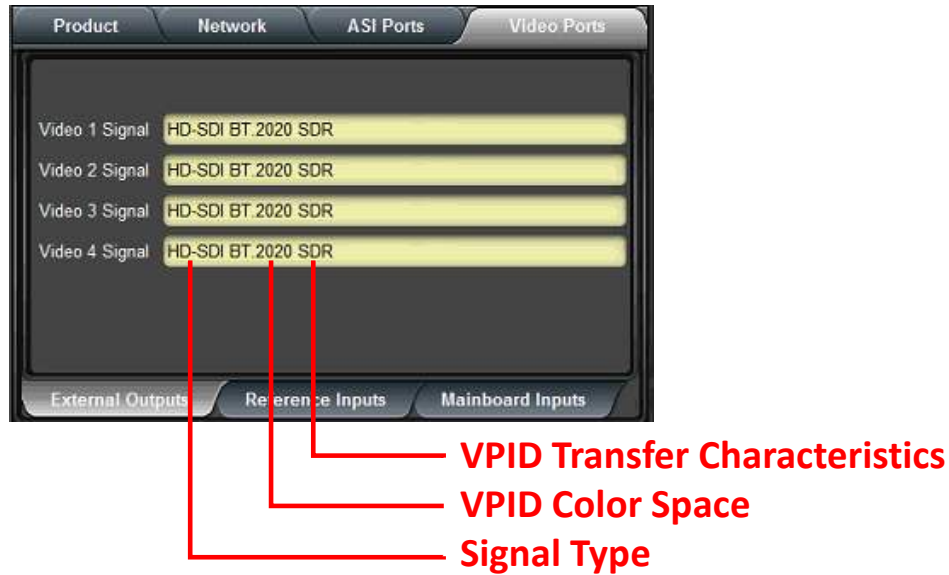 Product Network ASI Ports Video Ports
Video 1 Signal HD-SDI BT.2020 SDR
Video 2 Signal HD-SDI BT.2020 SDR
Video 3 Signal HD-SDI BT.2020 SDR
Video 4 Signal HD-SDI BT.2020 SDR
External Outputs Reference Inputs Mainboard Inputs
VPID Transfer Characteristics
VPID Color Space
Signal Type